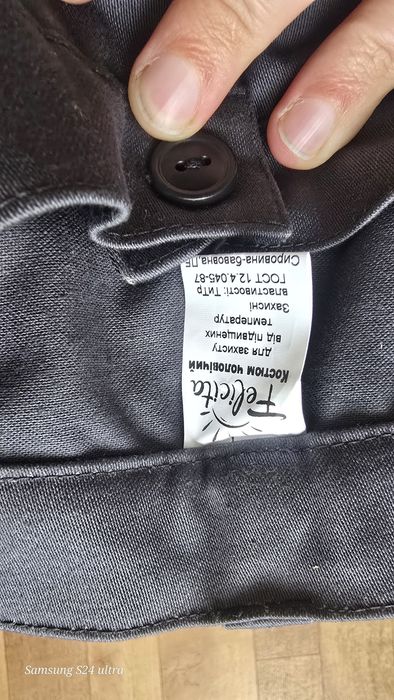 Felicita
Костюм чоловічий
для захисту
від підвищених
температур
Захисні
властивості: ТиТр
ГОСТ 12.4.045-87
Сировина-бавовна,ПЕ
Samsung S24 ultra